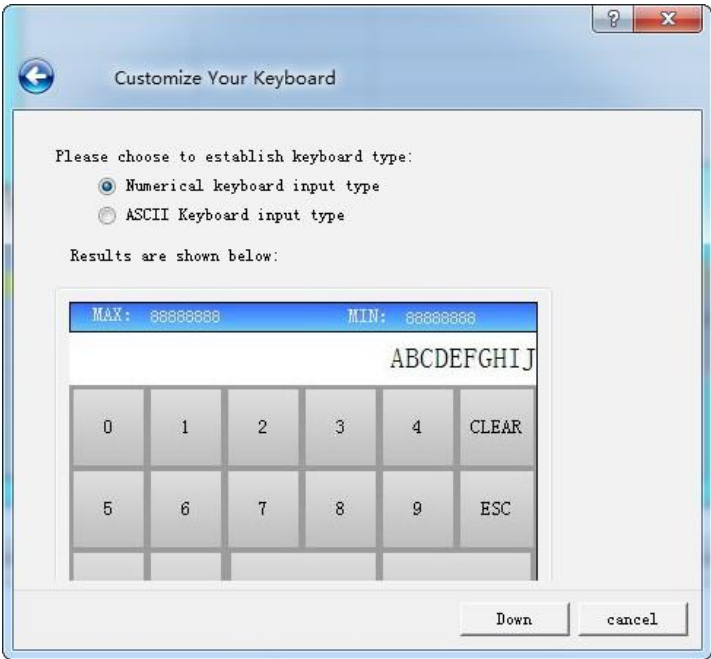 ?
Customize Your Keyboard
Please choose to establish keyboard type:
Numerical keyboard input type
ASCII Keyboard input type
Results are shown below:
MAX: 88888888 MIN: 88888888
ABCDEFGHIJ
0 1 2 3 4 CLEAR
5 6 7 8 9 ESC
Down cancel